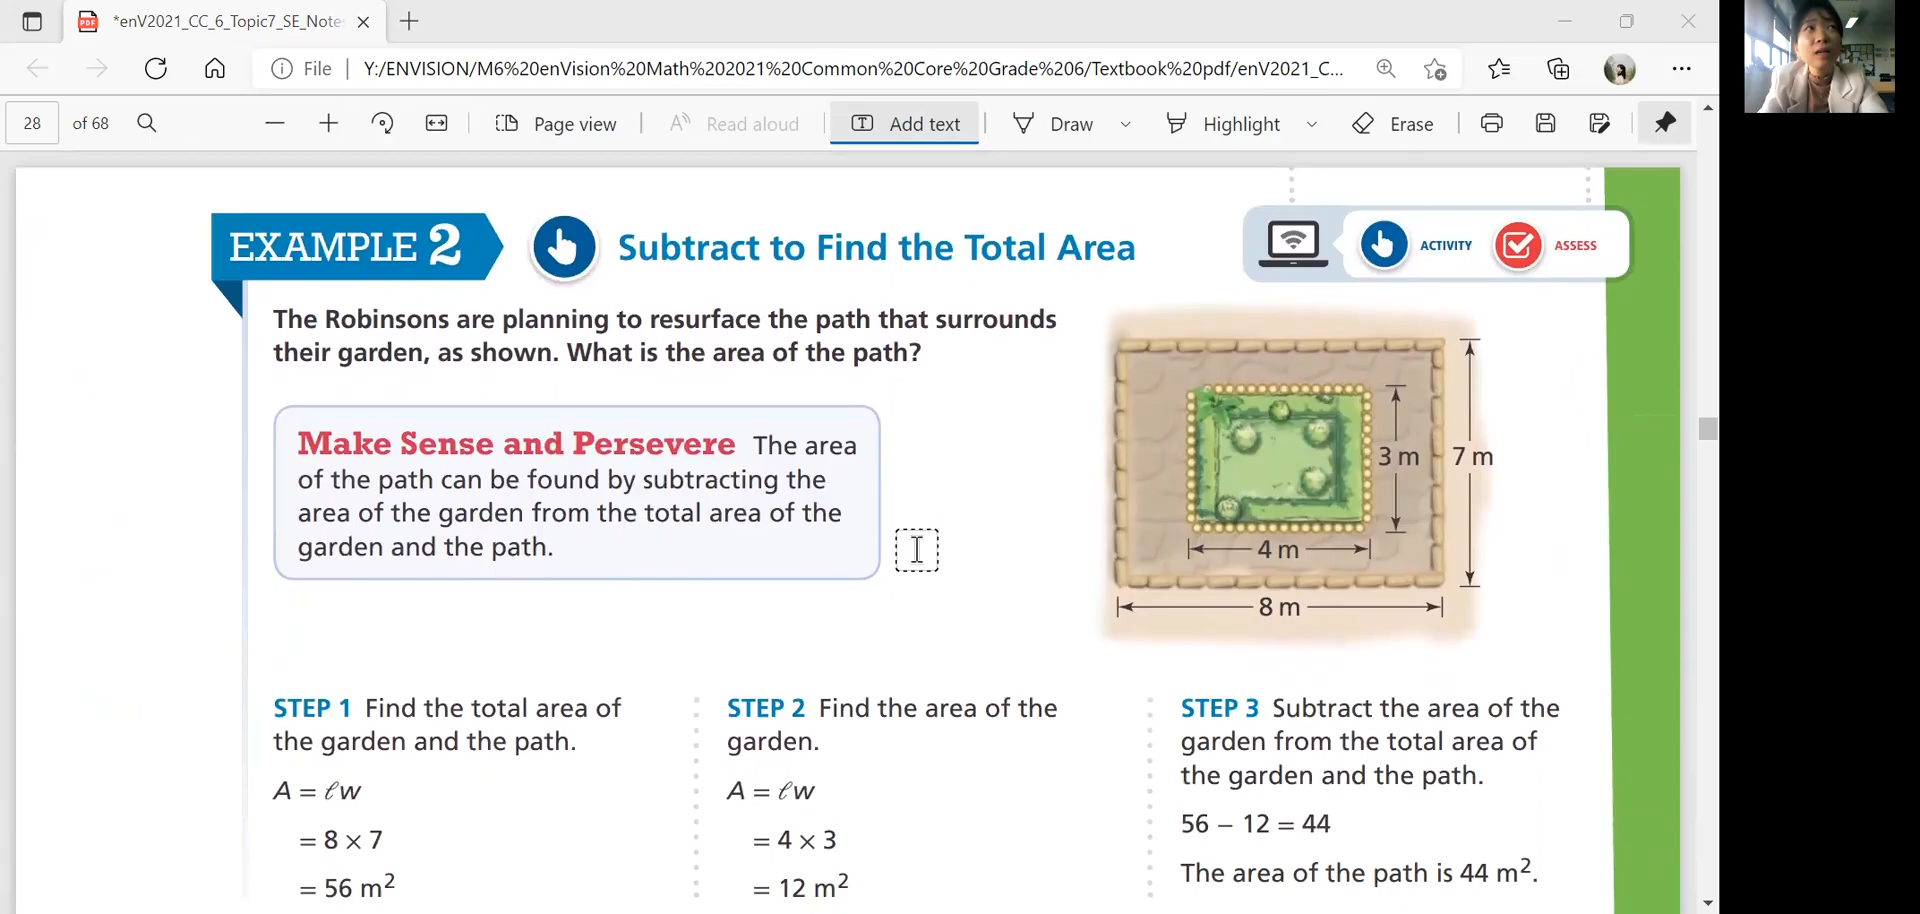 *enV2021_CC_6_Topic7_SE_Note
File
Y:/ENVISION/M6%20enVision%20Math%202021%20Common%20Core%20Grade%206/Textbook%20pdf/enV2021_C...
28 of 68
Page view
Read aloud
Add text
Draw
Highlight
Erase
EXAMPLE 2
Subtract to Find the Total Area
ACTIVITY
ASSESS
The Robinsons are planning to resurface the path that surrounds
their garden, as shown. What is the area of the path?
Make Sense and Persevere The area
of the path can be found by subtracting the
area of the garden from the total area of the
garden and the path.
3 m
7 m
4 m
8 m
STEP 1 Find the total area of
the garden and the path.
A = ℓw
= 8 × 7
= 56 m²
STEP 2 Find the area of the
garden.
A = ℓw
= 4 × 3
= 12 m²
STEP 3 Subtract the area of the
garden from the total area of
the garden and the path.
56 − 12 = 44
The area of the path is 44 m².